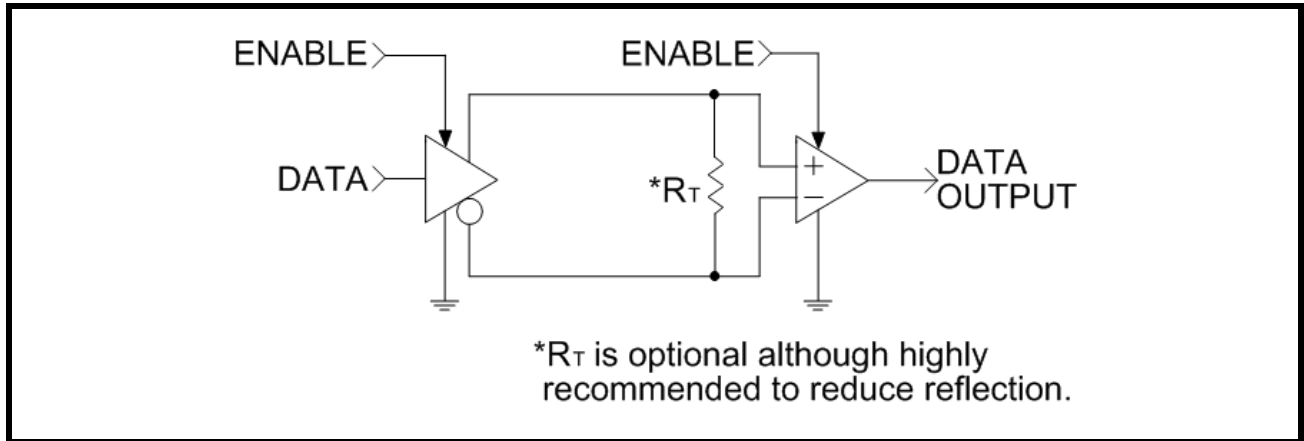 ENABLE
ENABLE
DATA
*RT
+
−
DATA
OUTPUT
*RT is optional although highly
recommended to reduce reflection.